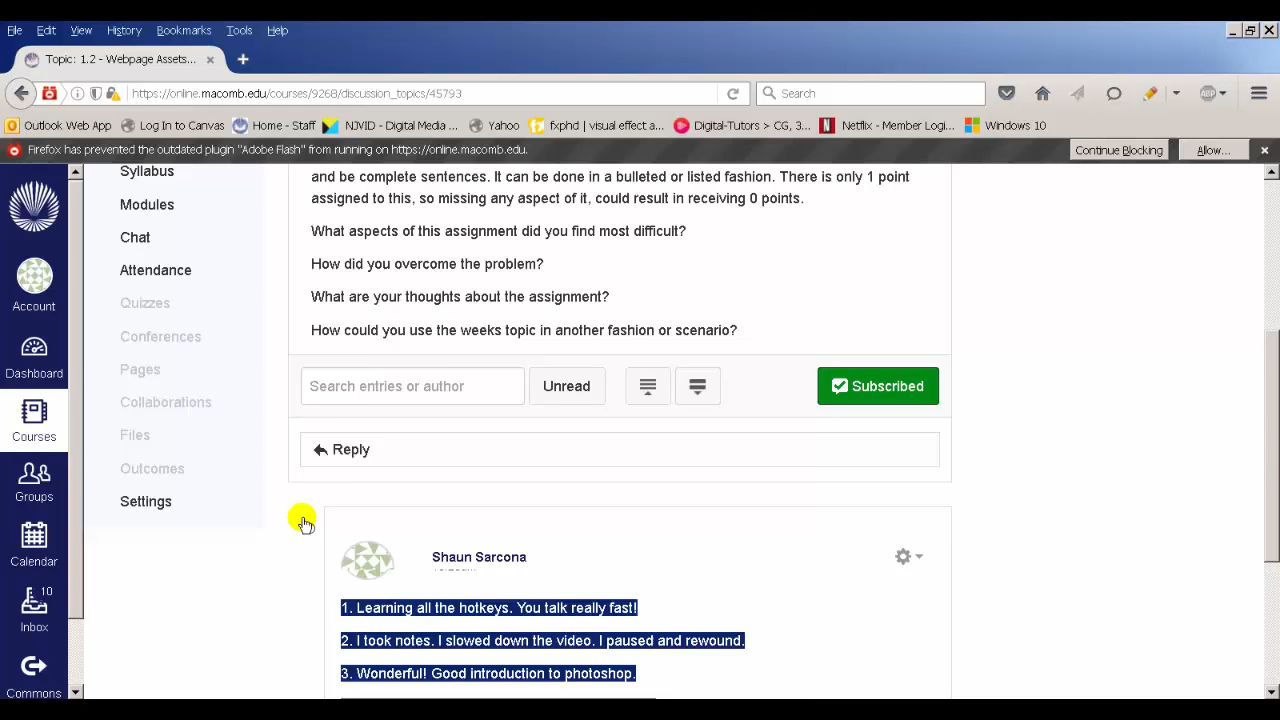 File Edit View History Bookmarks Tools Help
Topic: 1.2 - Webpage Assets... × +
https://online.macomb.edu/courses/9268/discussion_topics/45793 Search ABP
Outlook Web App Log In to Canvas Home - Staff NJVID - Digital Media ... Yahoo fxphd | visual effect a... Digital-Tutors > CG, 3... Netflix - Member Logi... Windows 10
Firefox has prevented the outdated plugin "Adobe Flash" from running on https://online.macomb.edu. Continue Blocking Allow...
Account
Dashboard
Courses
Groups
Calendar
10
Inbox
Commons
Syllabus
Modules
Chat
Attendance
Quizzes
Conferences
Pages
Collaborations
Files
Outcomes
Settings
and be complete sentences. It can be done in a bulleted or listed fashion. There is only 1 point
assigned to this, so missing any aspect of it, could result in receiving 0 points.
What aspects of this assignment did you find most difficult?
How did you overcome the problem?
What are your thoughts about the assignment?
How could you use the weeks topic in another fashion or scenario?
Search entries or author Unread Subscribed
Reply
Shaun Sarcona
1. Learning all the hotkeys. You talk really fast!
2. I took notes. I slowed down the video. I paused and rewound.
3. Wonderful! Good introduction to photoshop.